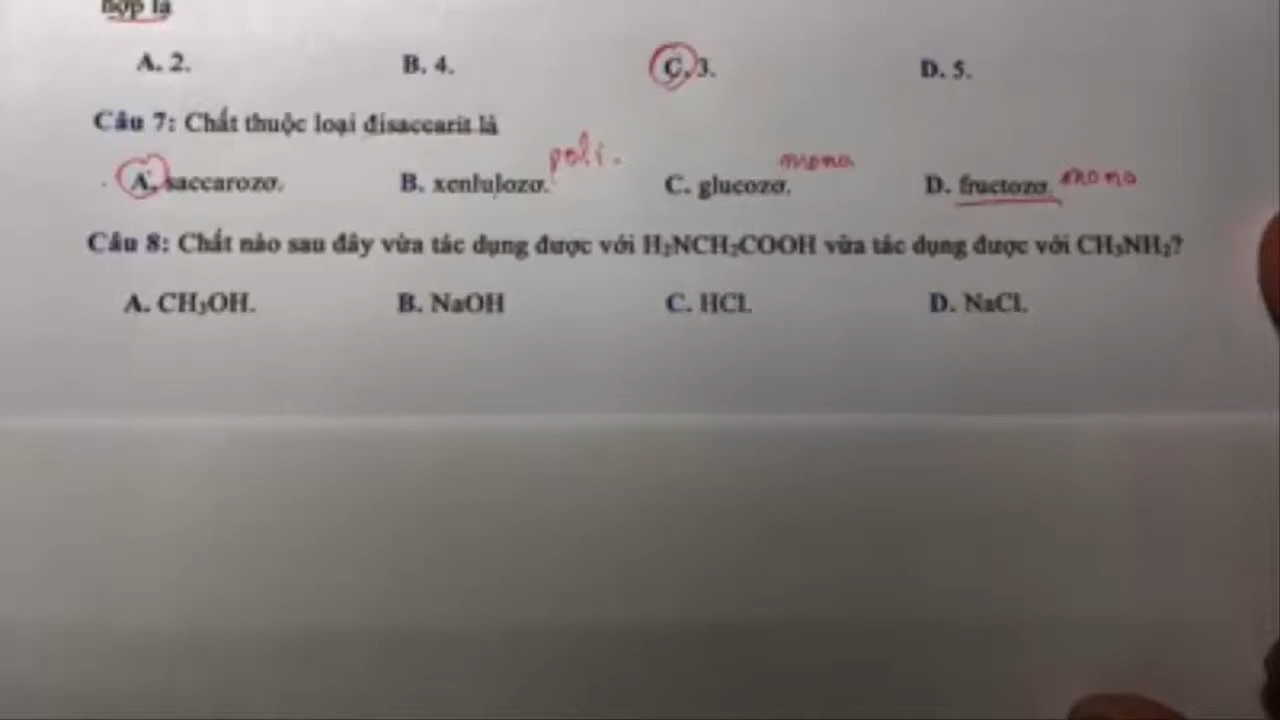 hợp là
A. 2. B. 4. C. 3. D. 5.
Câu 7: Chất thuộc loại đisaccarit là
poli. mono
A. saccarozơ. B. xenlulozơ. C. glucozơ. D. fructozơ. mono
Câu 8: Chất nào sau đây vừa tác dụng được với H₂NCH₂COOH vừa tác dụng được với CH₃NH₂?
A. CH₃OH. B. NaOH C. HCl. D. NaCl.